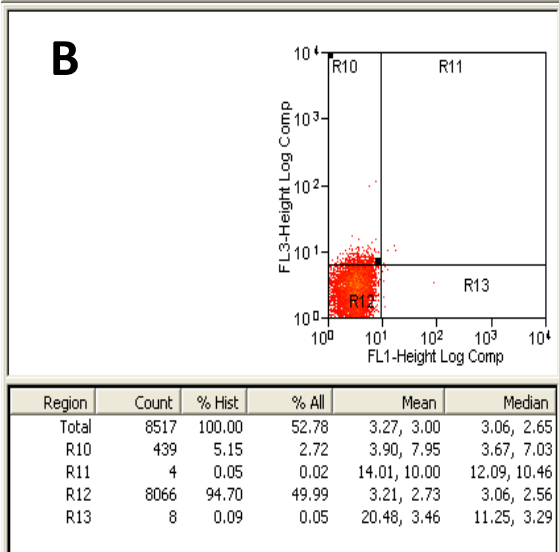 B
10⁴
R10
R11
10³
FL3-Height Log Comp
10²
10¹
R13
R12
10⁰
10⁰ 10¹ 10² 10³ 10⁴
FL1-Height Log Comp
Region Count % Hist % All Mean Median
Total 8517 100.00 52.78 3.27, 3.00 3.06, 2.65
R10 439 5.15 2.72 3.90, 7.95 3.67, 7.03
R11 4 0.05 0.02 14.01, 10.00 12.09, 10.46
R12 8066 94.70 49.99 3.21, 2.73 3.06, 2.56
R13 8 0.09 0.05 20.48, 3.46 11.25, 3.29